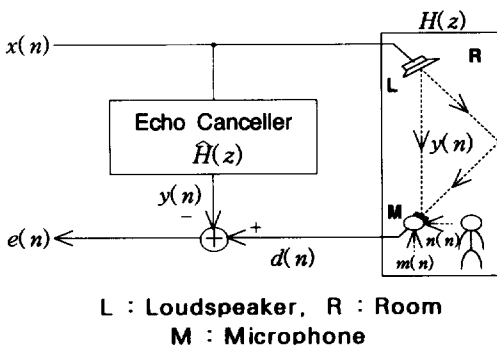 H(z)
x(n)
R
L
Echo Canceller
Ĥ(z)
y(n)
y(n)
−
M
+
n(n)
e(n)
+
d(n)
m(n)
L : Loudspeaker, R : Room
M : Microphone